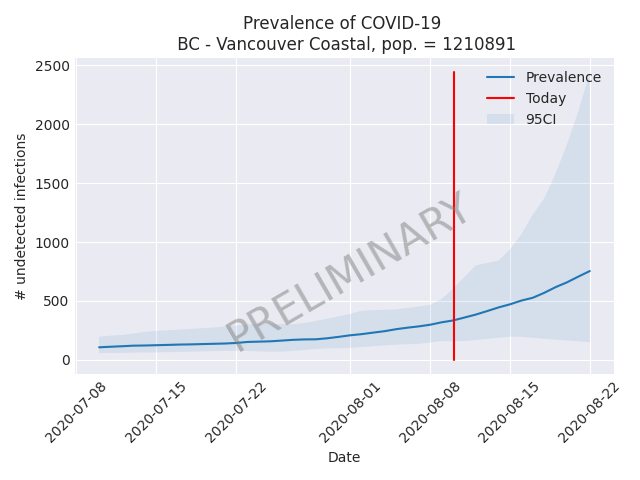 Prevalence of COVID-19
BC - Vancouver Coastal, pop. = 1210891
Prevalence
Today
95CI
PRELIMINARY
# undetected infections
2500
2000
1500
1000
500
0
2020-07-08
2020-07-15
2020-07-22
2020-08-01
2020-08-08
2020-08-15
2020-08-22
Date